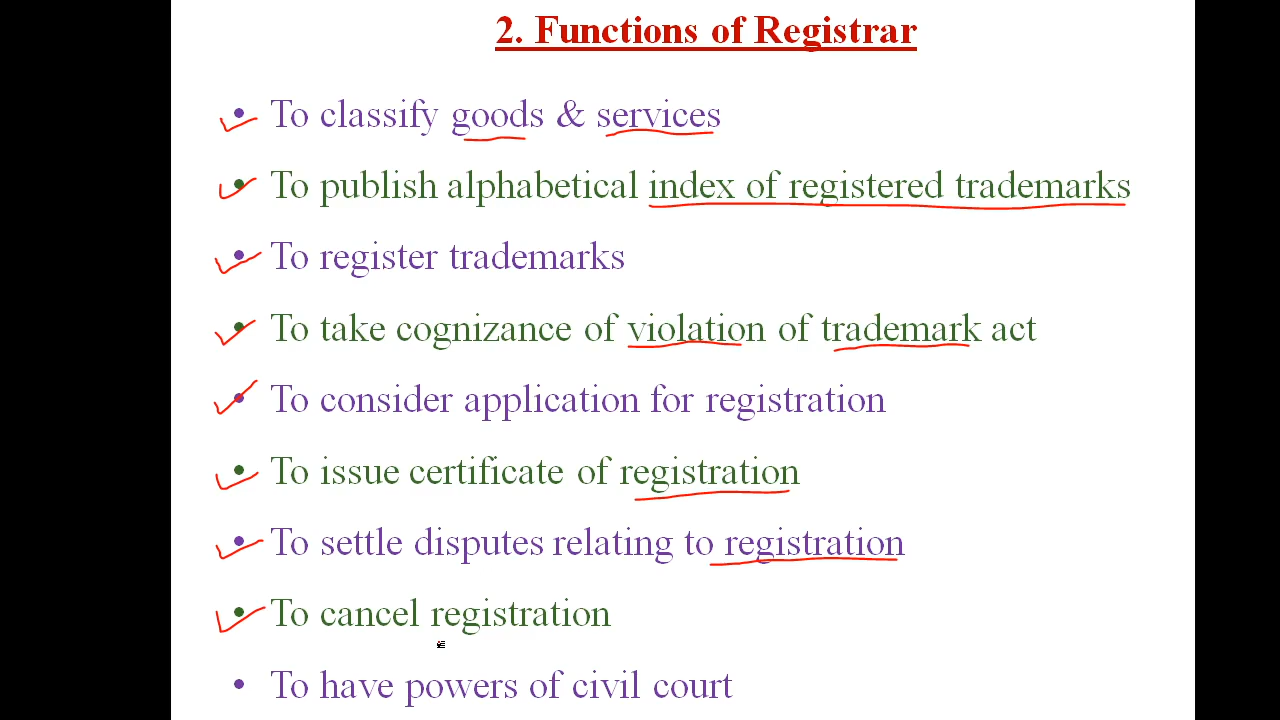 2. Functions of Registrar
• To classify goods & services
• To publish alphabetical index of registered trademarks
• To register trademarks
• To take cognizance of violation of trademark act
• To consider application for registration
• To issue certificate of registration
• To settle disputes relating to registration
• To cancel registration
• To have powers of civil court